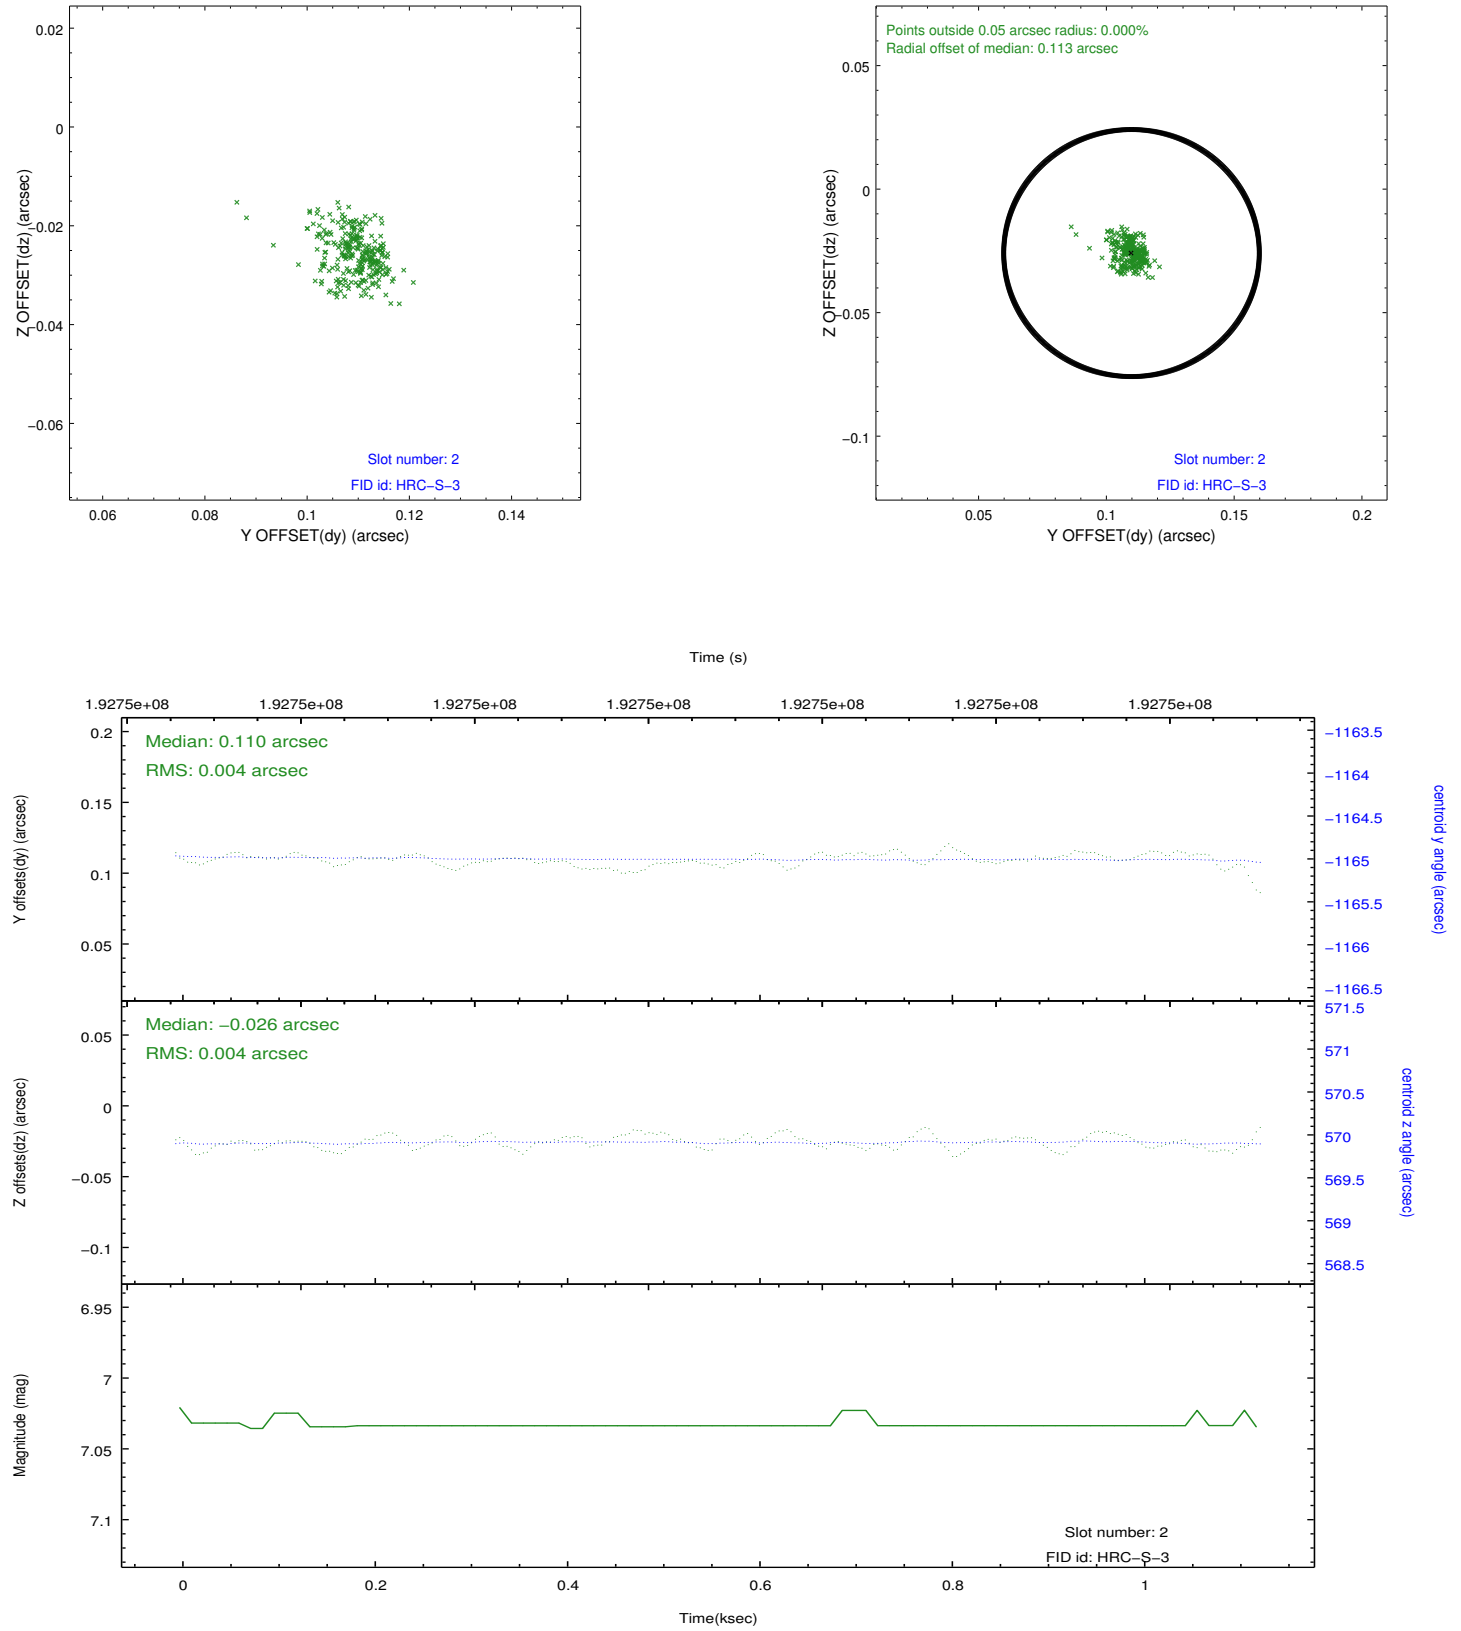 0.02
0
−0.02
−0.04
−0.06
Z OFFSET(dz) (arcsec)
Slot number: 2
FID id: HRC−S−3
0.06 0.08 0.1 0.12 0.14
Y OFFSET(dy) (arcsec)
Points outside 0.05 arcsec radius: 0.000%
Radial offset of median: 0.113 arcsec
0.05
0
−0.05
−0.1
Z OFFSET(dz) (arcsec)
Slot number: 2
FID id: HRC−S−3
0.05 0.1 0.15 0.2
Y OFFSET(dy) (arcsec)
Time (s)
1.9275e+08 1.9275e+08 1.9275e+08 1.9275e+08 1.9275e+08 1.9275e+08 1.9275e+08
Median: 0.110 arcsec
RMS: 0.004 arcsec
0.2
0.15
0.1
0.05
Y offsets(dy) (arcsec)
−1163.5
−1164
−1164.5
−1165
−1165.5
−1166
−1166.5
centroid y angle (arcsec)
Median: −0.026 arcsec
RMS: 0.004 arcsec
0.05
0
−0.05
−0.1
Z offsets(dz) (arcsec)
571.5
571
570.5
570
569.5
569
568.5
centroid z angle (arcsec)
6.95
7
7.05
7.1
Magnitude (mag)
Slot number: 2
FID id: HRC−S−3
0 0.2 0.4 0.6 0.8 1
Time(ksec)